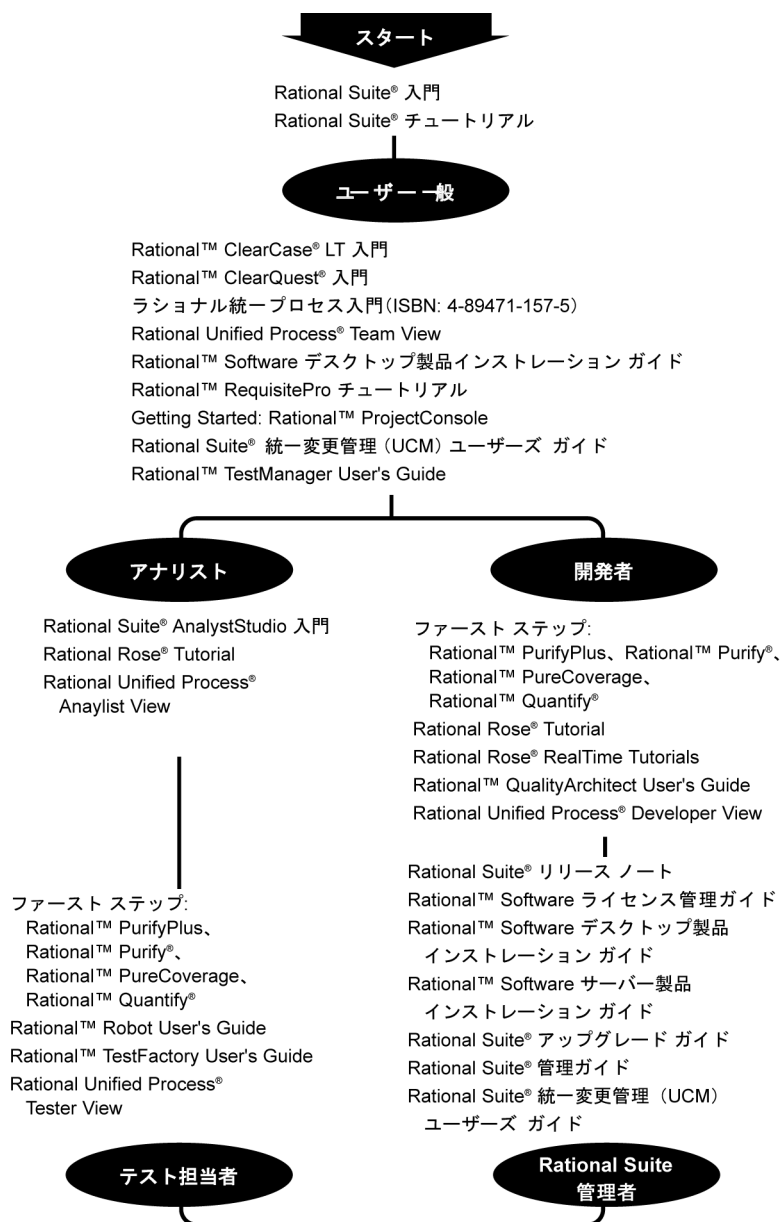 スタート
Rational Suite® 入門
Rational Suite® チュートリアル
ユーザー一般
Rational™ ClearCase® LT 入門
Rational™ ClearQuest® 入門
ラショナル統一プロセス入門（ISBN: 4-89471-157-5）
Rational Unified Process® Team View
Rational™ Software デスクトップ製品インストレーション ガイド
Rational™ RequisitePro チュートリアル
Getting Started: Rational™ ProjectConsole
Rational Suite® 統一変更管理（UCM）ユーザーズ ガイド
Rational™ TestManager User's Guide
アナリスト
Rational Suite® AnalystStudio 入門
Rational Rose® Tutorial
Rational Unified Process®
Anaylist View
開発者
ファースト ステップ:
Rational™ PurifyPlus、Rational™ Purify®、
Rational™ PureCoverage、
Rational™ Quantify®
Rational Rose® Tutorial
Rational Rose® RealTime Tutorials
Rational™ QualityArchitect User's Guide
Rational Unified Process® Developer View
ファースト ステップ:
Rational™ PurifyPlus、
Rational™ Purify®、
Rational™ PureCoverage、
Rational™ Quantify®
Rational™ Robot User's Guide
Rational™ TestFactory User's Guide
Rational Unified Process®
Tester View
テスト担当者
Rational Suite® リリース ノート
Rational™ Software ライセンス管理ガイド
Rational™ Software デスクトップ製品
インストレーション ガイド
Rational™ Software サーバー製品
インストレーション ガイド
Rational Suite® アップグレード ガイド
Rational Suite® 管理ガイド
Rational Suite® 統一変更管理（UCM）
ユーザーズ ガイド
Rational Suite
管理者